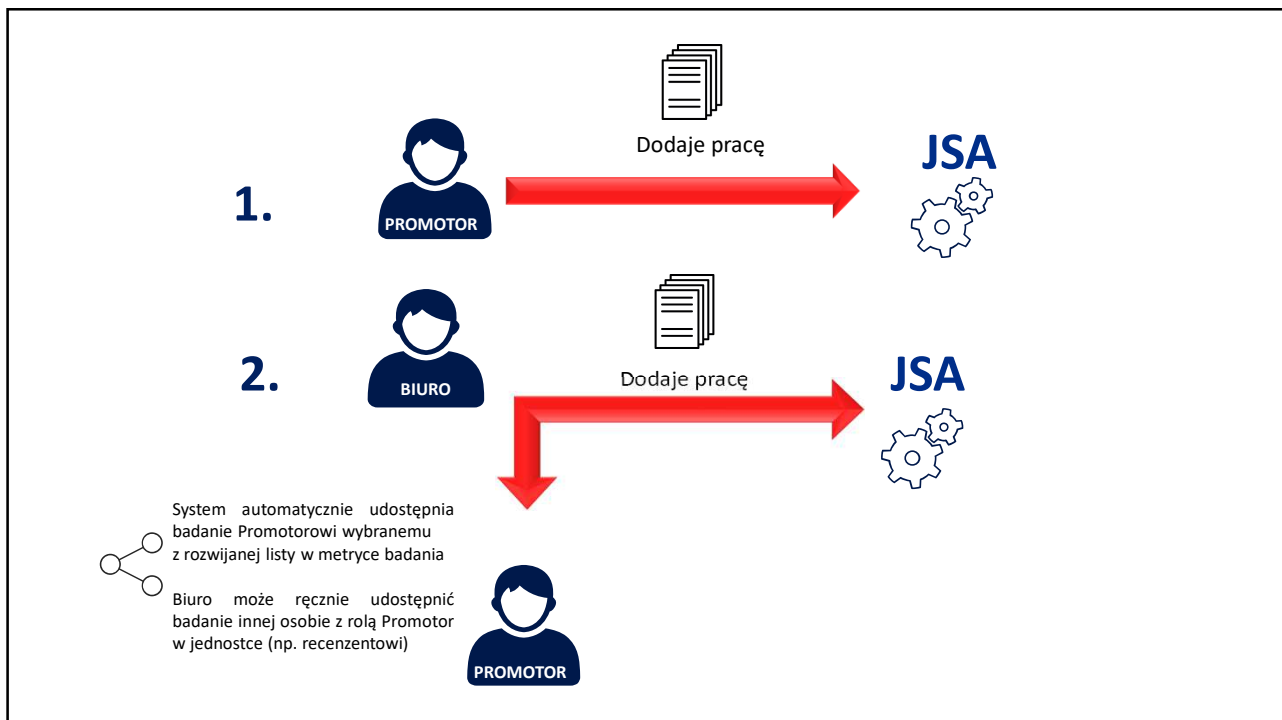 Dodaje pracę
JSA
1.
PROMOTOR
2.
BIURO
Dodaje pracę
JSA
System automatycznie udostępnia
badanie Promotorowi wybranemu
z rozwijanej listy w metryce badania
Biuro może ręcznie udostępnić
badanie innej osobie z rolą Promotor
w jednostce (np. recenzentowi)
PROMOTOR